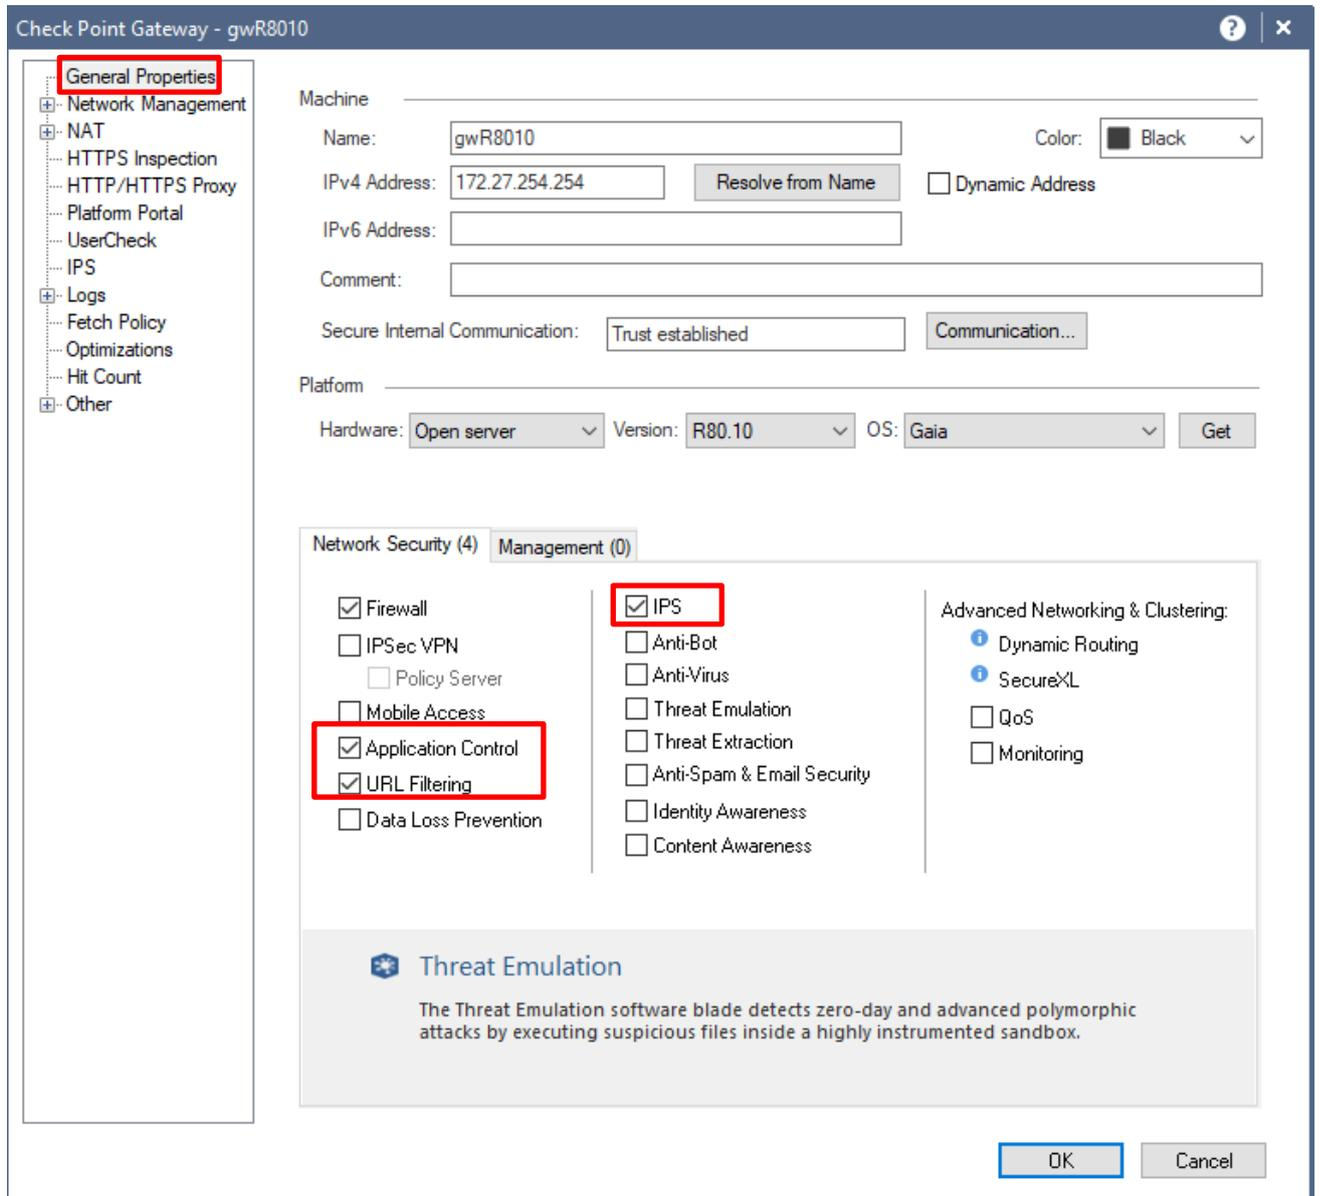 Check Point Gateway - gwR8010
General Properties
Network Management
NAT
HTTPS Inspection
HTTP/HTTPS Proxy
Platform Portal
UserCheck
IPS
Logs
Fetch Policy
Optimizations
Hit Count
Other
Machine
Name: gwR8010 Color: Black
IPv4 Address: 172.27.254.254 Resolve from Name Dynamic Address
IPv6 Address:
Comment:
Secure Internal Communication: Trust established Communication...
Platform
Hardware: Open server Version: R80.10 OS: Gaia Get
Network Security (4) Management (0)
Firewall
IPSec VPN
Policy Server
Mobile Access
Application Control
URL Filtering
Data Loss Prevention
IPS
Anti-Bot
Anti-Virus
Threat Emulation
Threat Extraction
Anti-Spam & Email Security
Identity Awareness
Content Awareness
Advanced Networking & Clustering:
Dynamic Routing
SecureXL
QoS
Monitoring
Threat Emulation
The Threat Emulation software blade detects zero-day and advanced polymorphic
attacks by executing suspicious files inside a highly instrumented sandbox.
OK Cancel